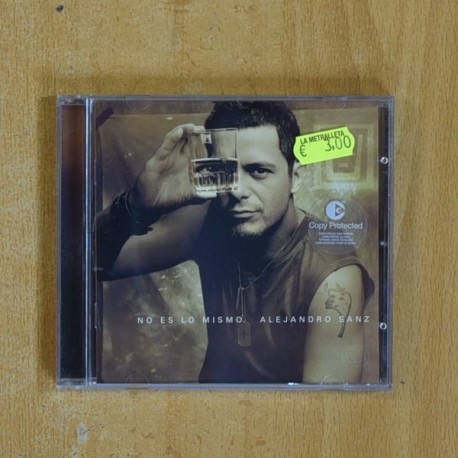 LA METRALLETA
€ 3,00
Copy Protected
NO ES LO MISMO. ALEJANDRO SANZ